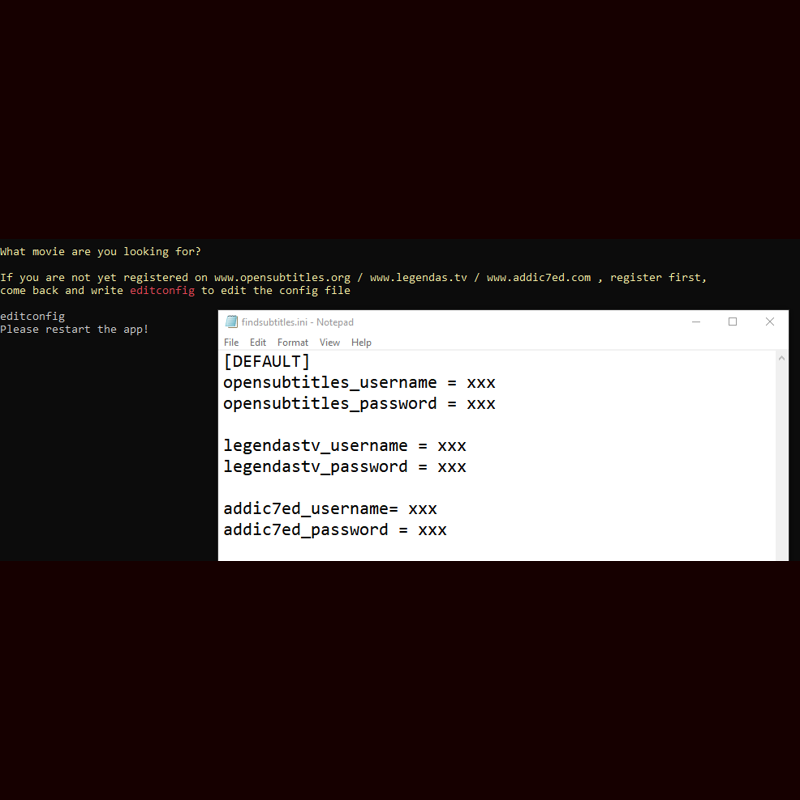 What movie are you looking for?
If you are not yet registered on www.opensubtitles.org / www.legendas.tv / www.addic7ed.com , register first,
come back and write editconfig to edit the config file
editconfig
Please restart the app!
findsubtitles.ini - Notepad
File Edit Format View Help
[DEFAULT]
opensubtitles_username = xxx
opensubtitles_password = xxx
legendastv_username = xxx
legendastv_password = xxx
addic7ed_username= xxx
addic7ed_password = xxx